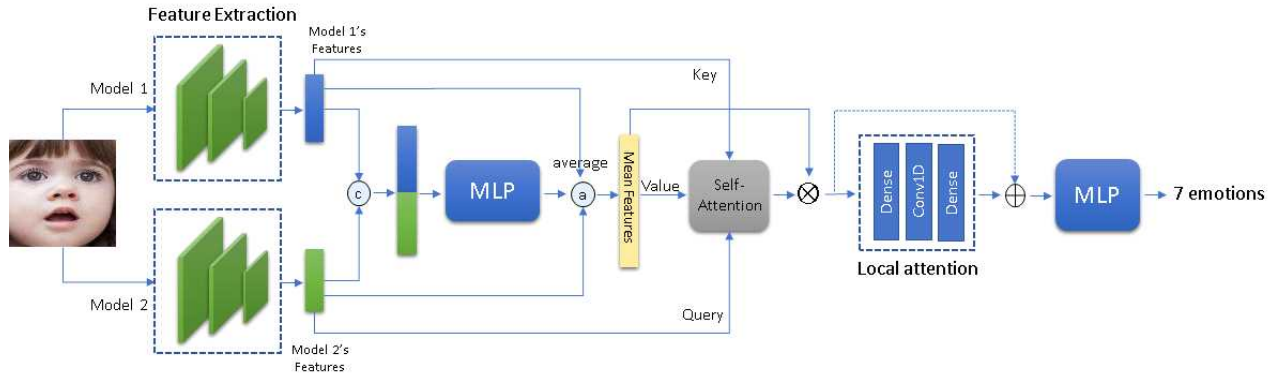 Feature Extraction
Model 1's
Features
Model 1
Key
average
Mean Features
Value
c
MLP
a
Self-
Attention
Dense
Conv1D
Dense
MLP
7 emotions
Local attention
Model 2
Query
Model 2's
Features